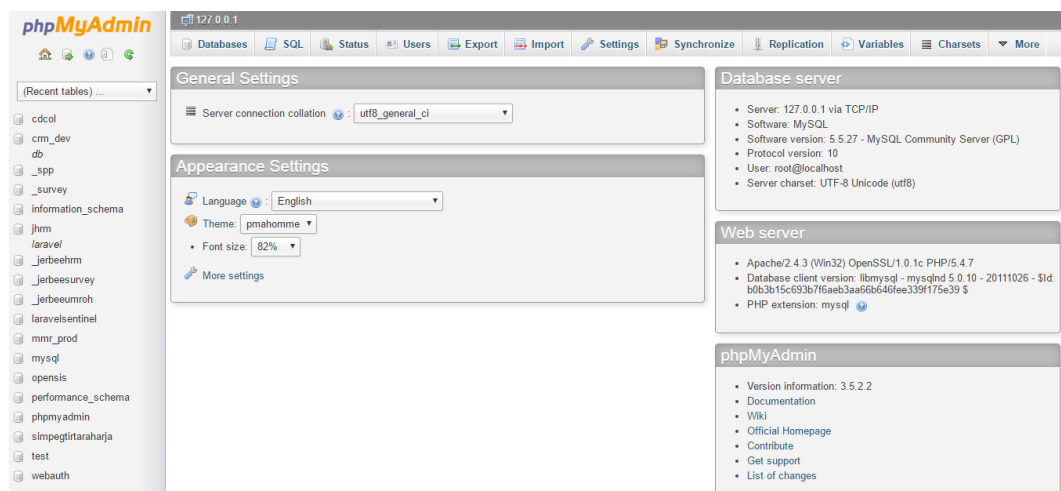 phpMyAdmin
(Recent tables) ...
cdcol
crm_dev
db
_spp
_survey
information_schema
jhrm
laravel
_jerbeehrm
_jerbeesurvey
_jerbeeumroh
laravelsentinel
mmr_prod
mysql
opensis
performance_schema
phpmyadmin
simpegtirtaraharja
test
webauth
127.0.0.1
Databases SQL Status Users Export Import Settings Synchronize Replication Variables Charsets More
General Settings
Server connection collation : utf8_general_ci
Appearance Settings
Language : English
Theme: pmahomme
Font size: 82%
More settings
Database server
Server: 127.0.0.1 via TCP/IP
Software: MySQL
Software version: 5.5.27 - MySQL Community Server (GPL)
Protocol version: 10
User: root@localhost
Server charset: UTF-8 Unicode (utf8)
Web server
Apache/2.4.3 (Win32) OpenSSL/1.0.1c PHP/5.4.7
Database client version: libmysql - mysqlnd 5.0.10 - 20111026 - $Id:
b0b3b15c693b7f6aeb3aa66b646fee339f175e39 $
PHP extension: mysql
phpMyAdmin
Version information: 3.5.2.2
Documentation
Wiki
Official Homepage
Contribute
Get support
List of changes